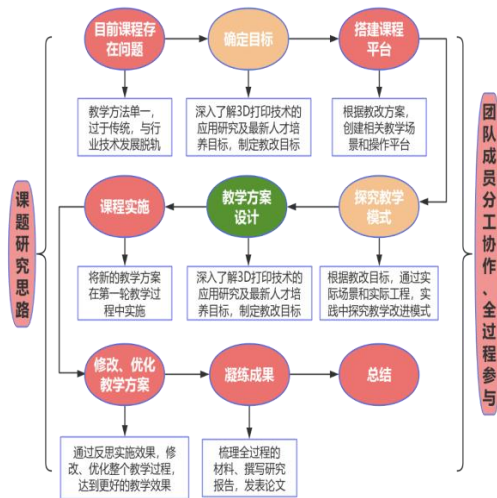 目前课程存
在问题
确定目标
搭建课程
平台
教学方法单一,
过于传统,与行
业技术发展脱轨
深入了解3D打印技术的
应用研究及最新人才培
养目标,制定教改目标
根据教改方案,
创建相关教学场
景和操作平台
课题研究思路
团队成员分工协作、全过程参与
课程实施
教学方案
设计
探究教学
模式
将新的教学方案
在第一轮教学过
程中实施
深入了解3D打印技术的
应用研究及最新人才培
养目标,制定教改目标
根据教改目标,通过实
际场景和实际工程,实
践中探究教学改进模式
修改、优化
教学方案
凝练成果
总结
通过反思实施效果,修
改、优化整个教学过程,
达到更好的教学效果
梳理全过程的
材料、撰写研究
报告,发表论文